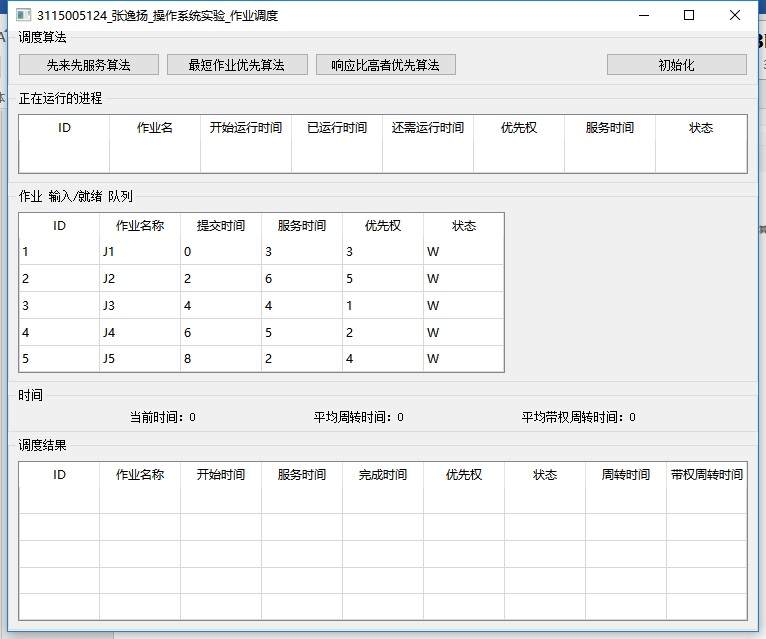 3115005124_张逸扬_操作系统实验_作业调度
调度算法
先来先服务算法 最短作业优先算法 响应比高者优先算法 初始化
正在运行的进程
ID 作业名 开始运行时间 已运行时间 还需运行时间 优先权 服务时间 状态
作业 输入/就绪 队列
ID 作业名称 提交时间 服务时间 优先权 状态
1 J1 0 3 3 W
2 J2 2 6 5 W
3 J3 4 4 1 W
4 J4 6 5 2 W
5 J5 8 2 4 W
时间
当前时间：0 平均周转时间：0 平均带权周转时间：0
调度结果
ID 作业名称 开始时间 服务时间 完成时间 优先权 状态 周转时间 带权周转时间